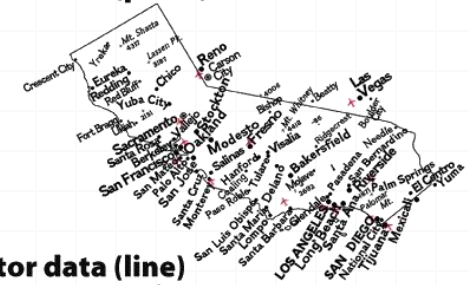 Crescent City
Yreka
Mt. Shasta
Lassen Pk.
Eureka
Redding
Red Bluff
Chico
Reno
Carson
City
Yuba City
Fort Bragg
Ukiah
Sacramento
Santa Rosa
Vallejo
Berkeley
Oakland
San Francisco
San Mateo
Palo Alto
San Jose
Santa Cruz
Monterey
Modesto
Salinas
Fresno
Hanford
Visalia
Tulare
Paso Robles
Delano
Bishop
Mt. Whitney
Beatty
Las
Vegas
Boulder
Ridgecrest
Bakersfield
Mojave
Needle
San Luis Obispo
Santa Maria
Lompoc
Santa Barbara
LOS ANGELES
Long Beach
Santa Ana
Pasadena
San Bernardino
Riverside
Palm Springs
Palomar
Mt.
SAN DIEGO
National City
Tijuana
Mexicali
El Centro
Yuma
tor data (line)